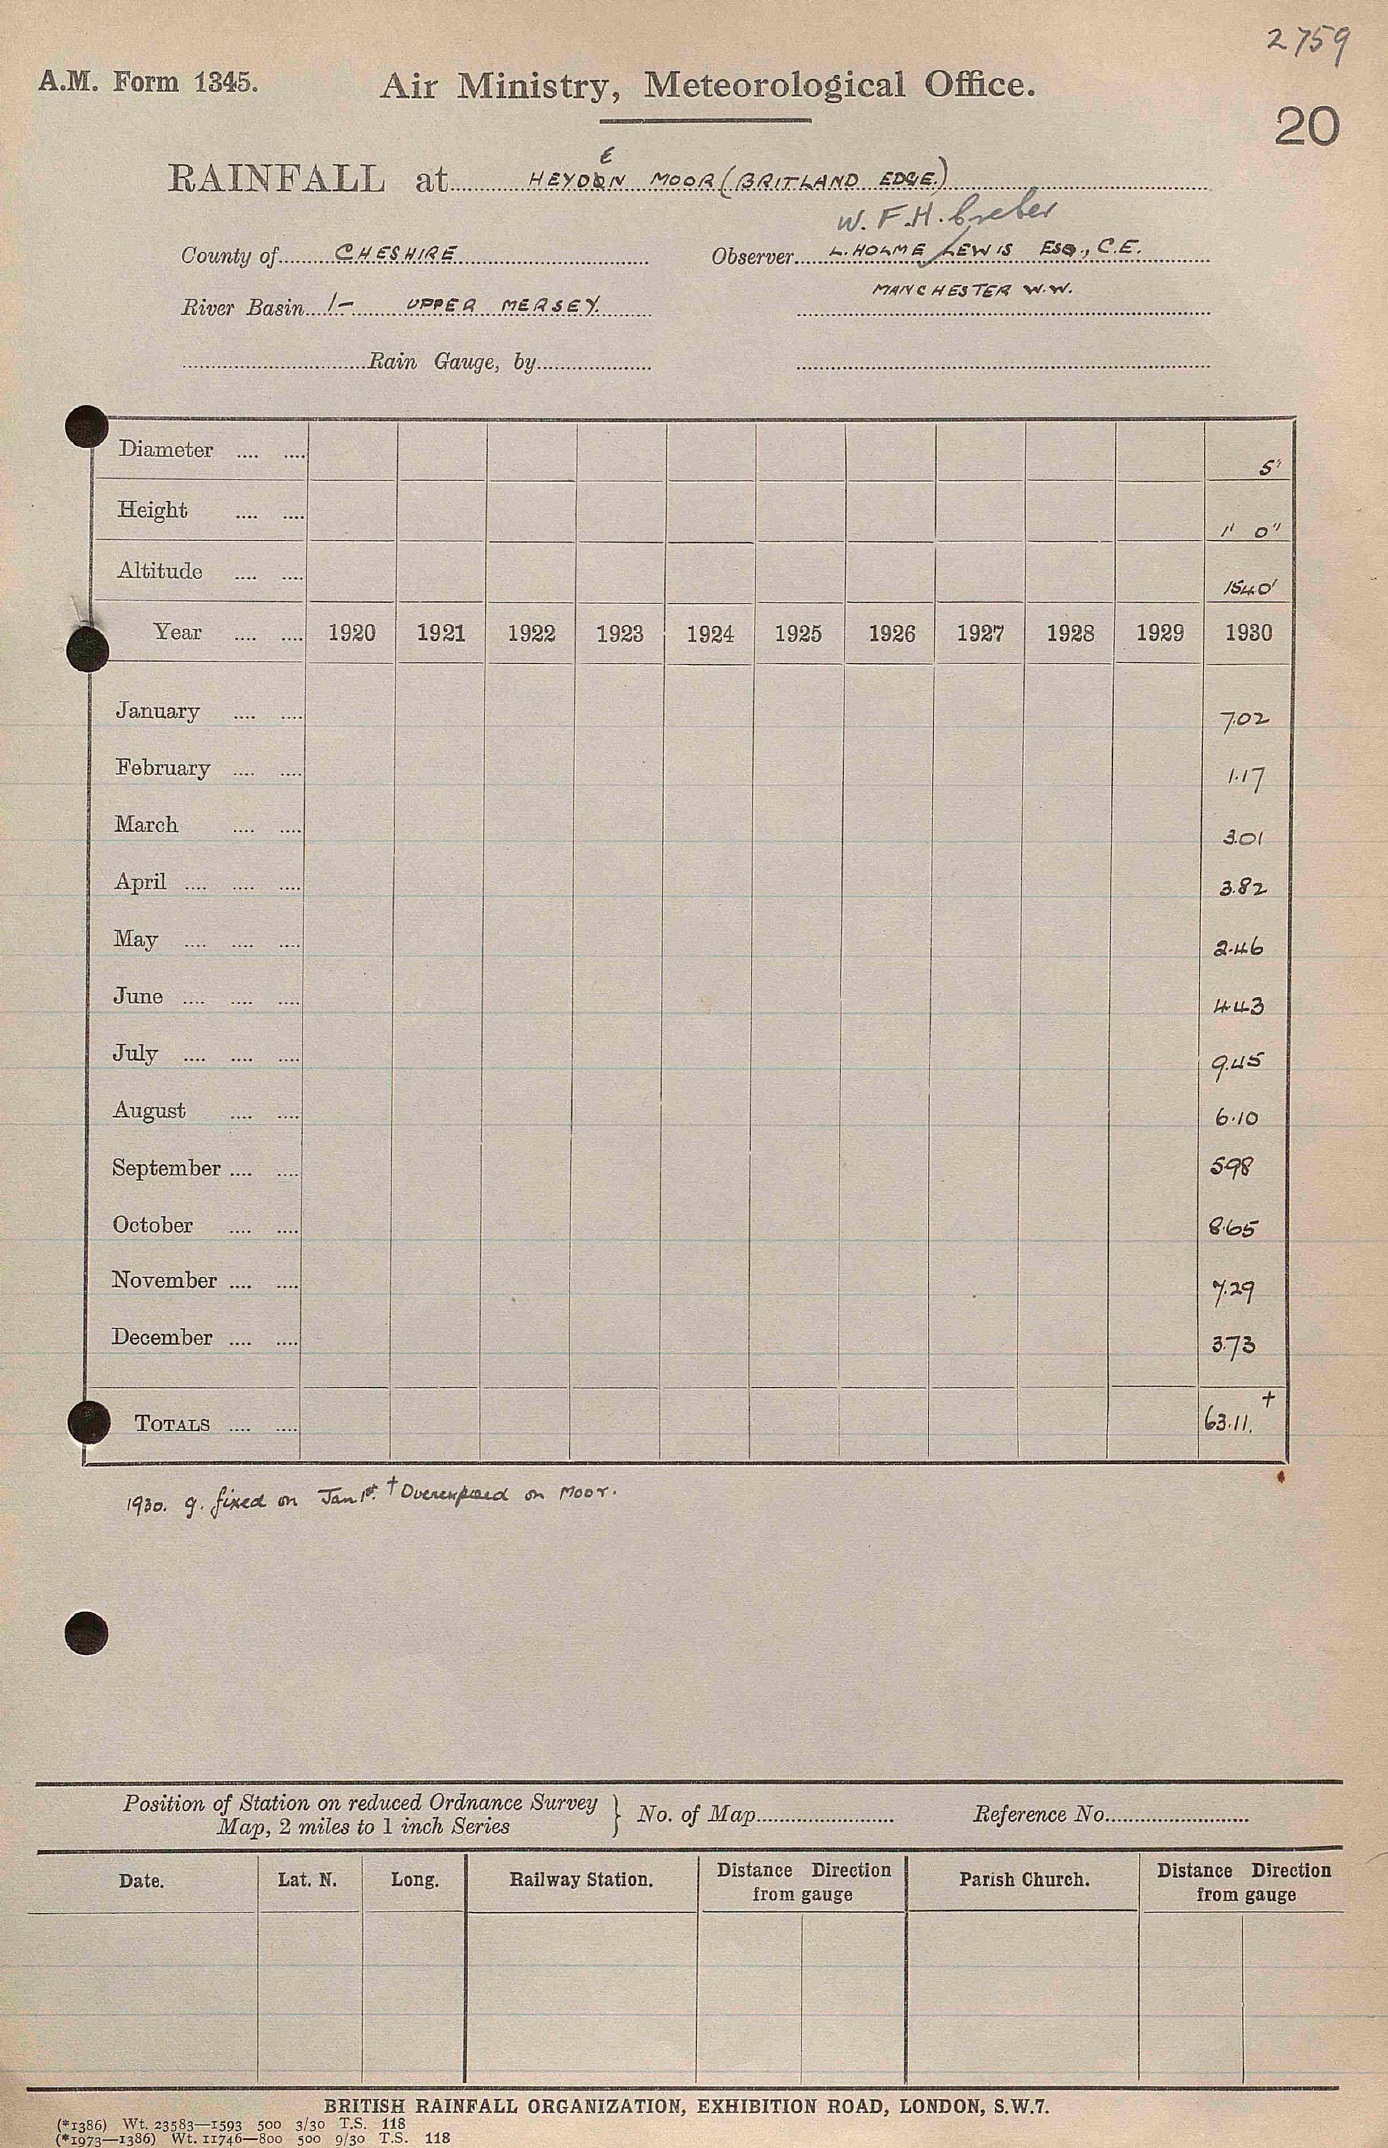 2759
A.M. Form 1345. Air Ministry, Meteorological Office.
20
E
RAINFALL at HEYDON MOOR (BRITLAND EDGE.)
W. F. H. Creber
County of CHESHIRE Observer L. HOLME LEWIS ESQ., C.E.
MANCHESTER W.W.
River Basin 1- UPPER MERSEY.
Rain Gauge, by
Diameter .... .... 5"
Height .... .... 1' 0"
Altitude .... .... 1540'
Year .... .... 1920 1921 1922 1923 1924 1925 1926 1927 1928 1929 1930
January .... .... 7.02
February .... .... 1.17
March .... .... 3.01
April .... .... .... 3.82
May .... .... .... 2.46
June .... .... .... 4.43
July .... .... .... 9.45
August .... .... 6.10
September .... .... 5.98
October .... .... 8.65
November .... .... 7.29
December .... .... 3.73
TOTALS .... .... 63.11. †
1930. g. fixed on Jan 1st. † Overexposed on Moor.
Position of Station on reduced Ordnance Survey
Map, 2 miles to 1 inch Series } No. of Map Reference No.
Date. Lat. N. Long. Railway Station. Distance Direction from gauge Parish Church. Distance Direction from gauge
BRITISH RAINFALL ORGANIZATION, EXHIBITION ROAD, LONDON, S.W.7.
(*1386) Wt. 23583—1593 500 3/30 T.S. 118
(*1973—1386) Wt. 11746—800 500 9/30 T.S. 118